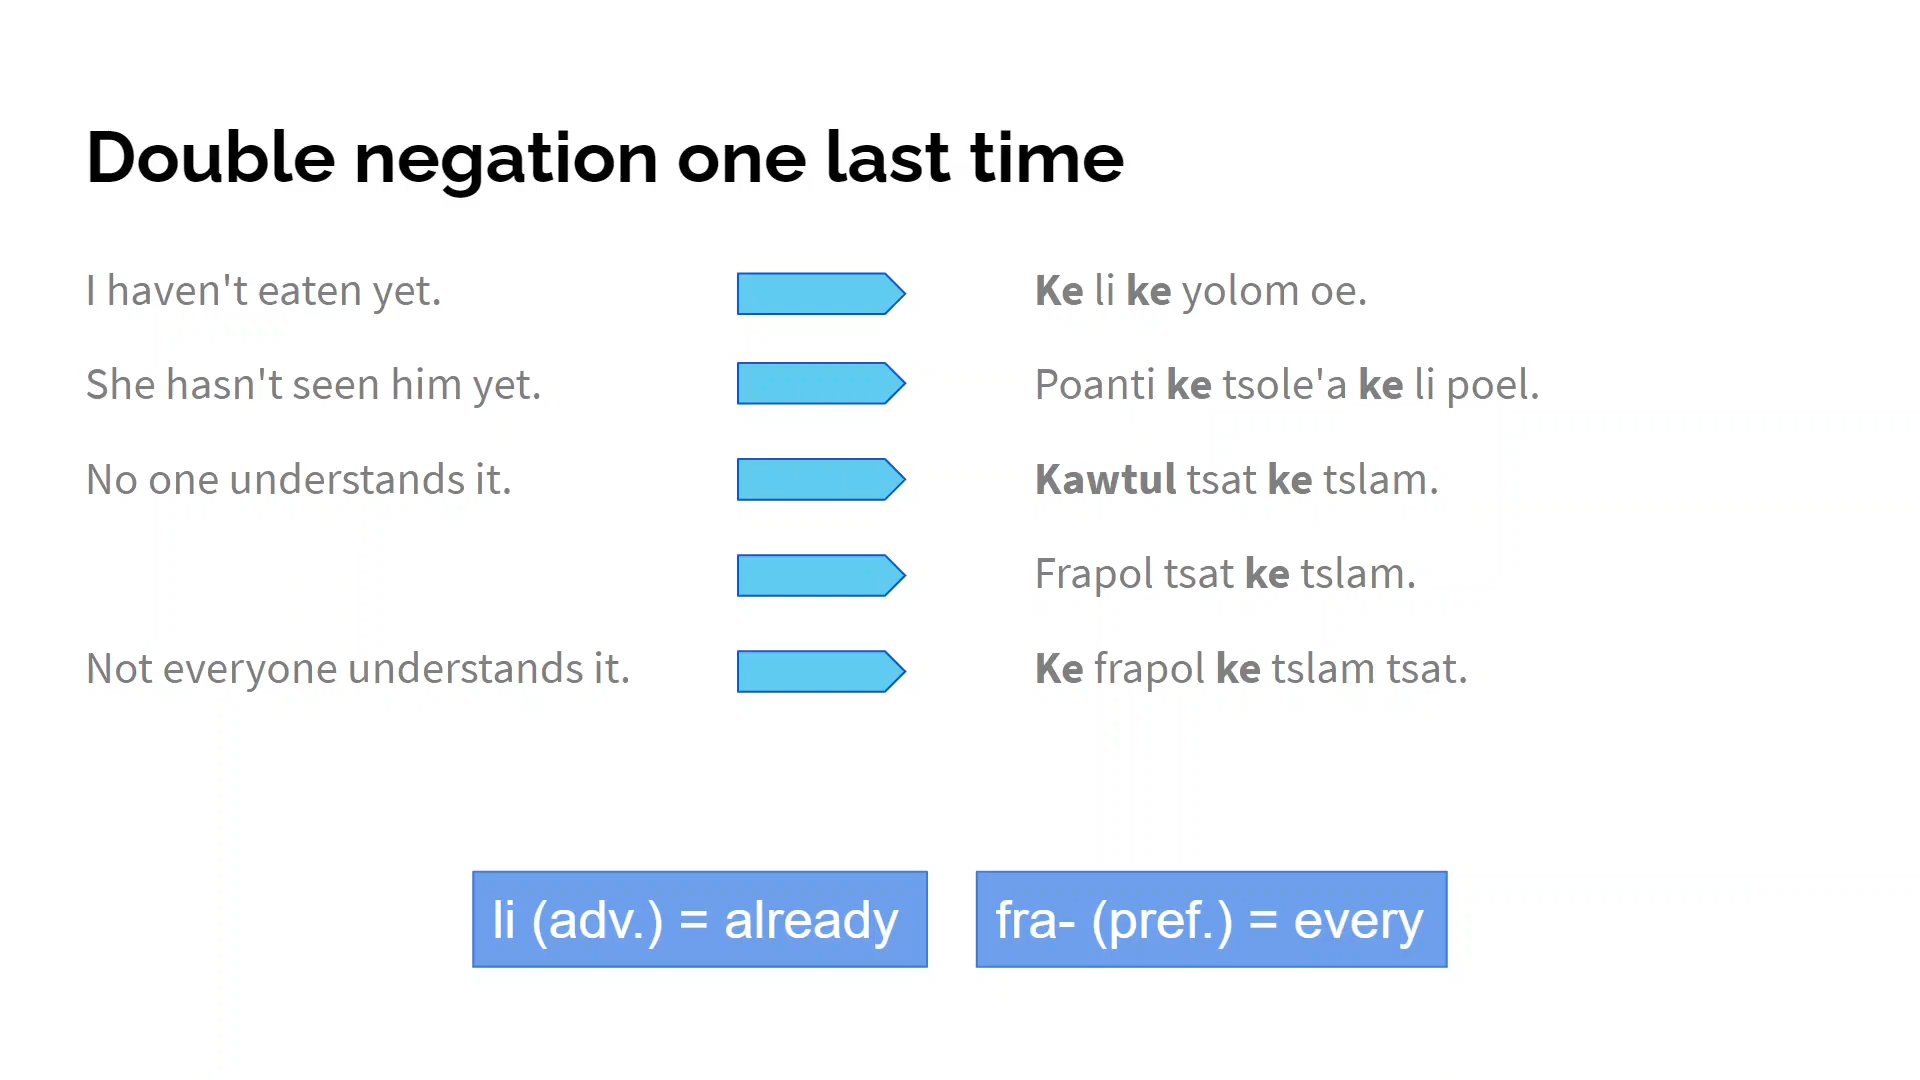 Double negation one last time
I haven't eaten yet.
Ke li ke yolom oe.
She hasn't seen him yet.
Poanti ke tsole'a ke li poel.
No one understands it.
Kawtul tsat ke tslam.
Frapol tsat ke tslam.
Not everyone understands it.
Ke frapol ke tslam tsat.
li (adv.) = already
fra- (pref.) = every